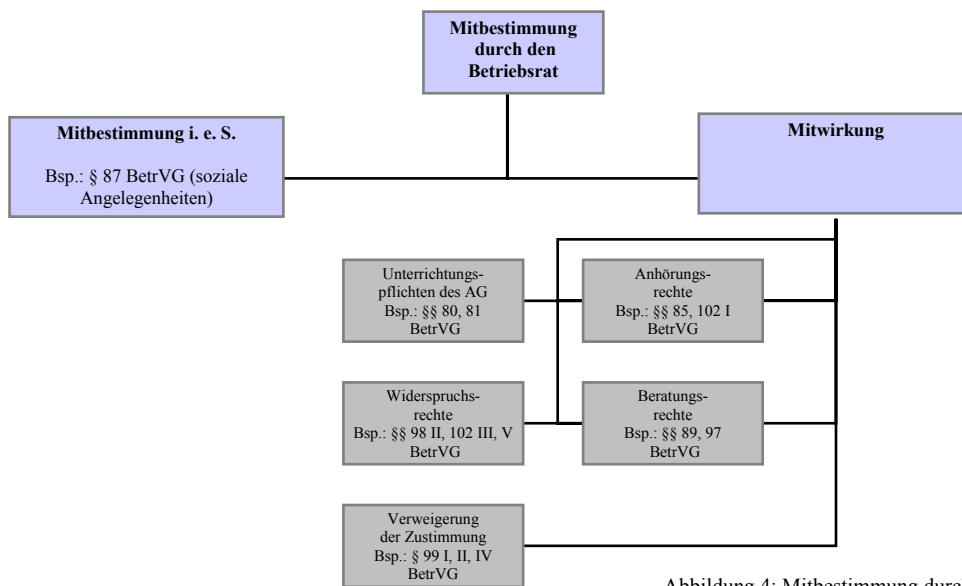 Mitbestimmung
durch den
Betriebsrat
Mitbestimmung i. e. S.
Bsp.: § 87 BetrVG (soziale
Angelegenheiten)
Mitwirkung
Unterrichtungs-
pflichten des AG
Bsp.: §§ 80, 81
BetrVG
Anhörungs-
rechte
Bsp.: §§ 85, 102 I
BetrVG
Widerspruchs-
rechte
Bsp.: §§ 98 II, 102 III, V
BetrVG
Beratungs-
rechte
Bsp.: §§ 89, 97
BetrVG
Verweigerung
der Zustimmung
Bsp.: § 99 I, II, IV
BetrVG
Abbildung 4: Mitbestimmung durc